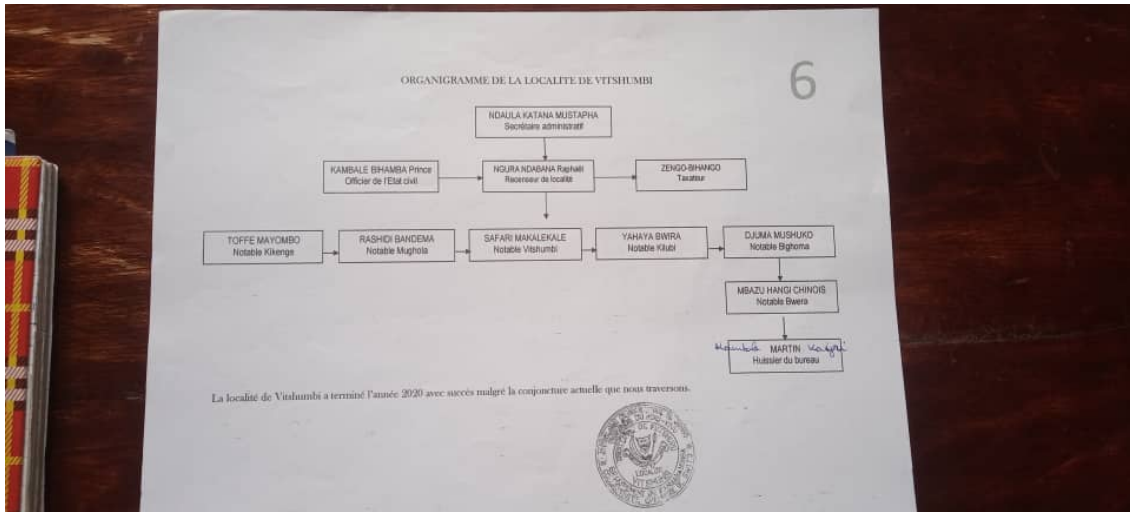 ORGANIGRAMME DE LA LOCALITE DE VITSHUMBI
6
NDAULA KATANA MUSTAPHA
Secrétaire administratif
KAMBALE BIHAMBA Prince
Officier de l'Etat civil
NGURA NDABANA Raphaël
Recenseur de localité
ZENGO-BIHANGO
Taxateur
TOFFE MAYOMBO
Notable Kikenge
RASHIDI BANDEMA
Notable Mughola
SAFARI MAKALEKALE
Notable Vitshumbi
YAHAYA BWIRA
Notable Kilubi
DJUMA MUSHUKO
Notable Bighoma
MBAZU HANGI CHINOIS
Notable Bwera
MARTIN
Huissier du bureau
La localité de Vitshumbi a terminé l'année 2020 avec succès malgré la conjoncture actuelle que nous traversons.
VITSHUMBI